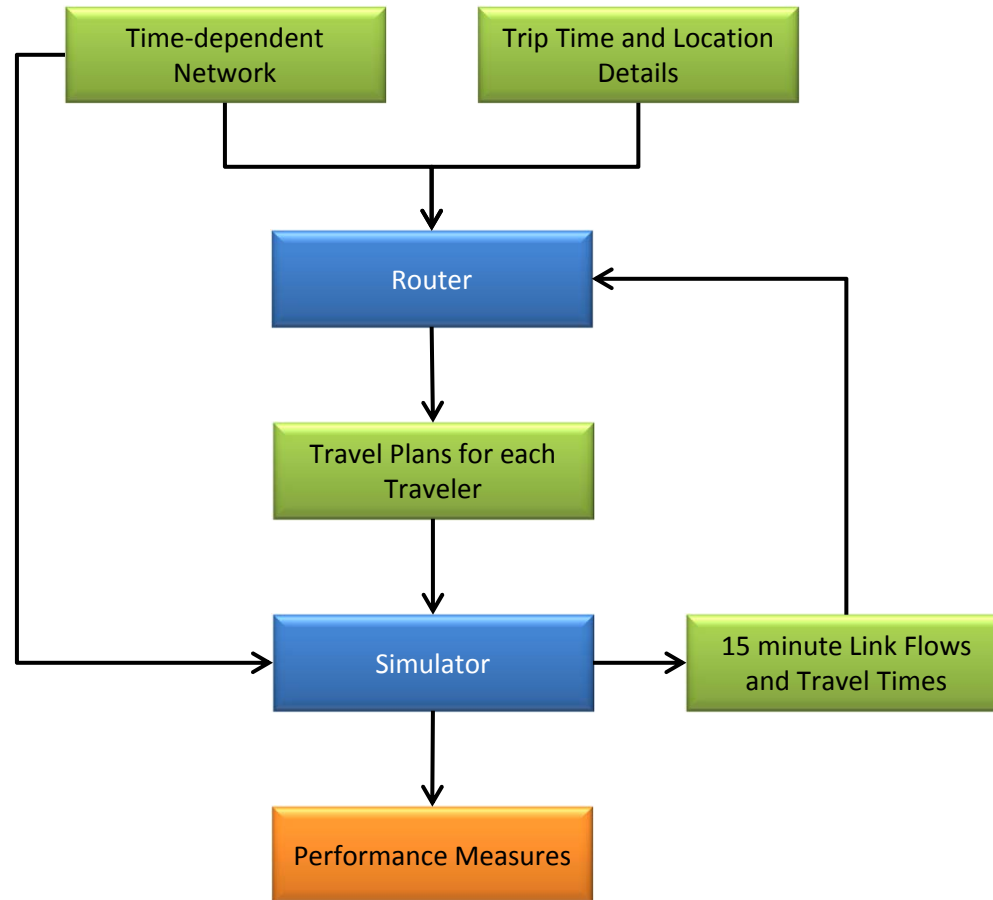 Time-dependent
Network
Trip Time and Location
Details
Router
Travel Plans for each
Traveler
Simulator
15 minute Link Flows
and Travel Times
Performance Measures